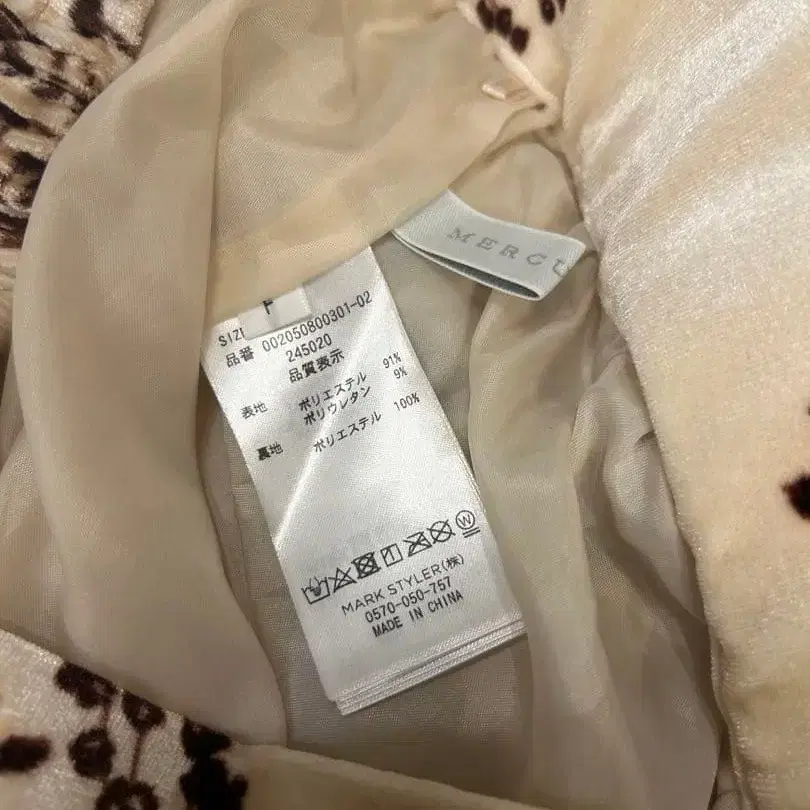 MERCU
SIZE
F
品番 002050800301-02
245020
品質表示
表地 ポリエステル 91%
ポリウレタン 9%
裏地 ポリエステル 100%
W
MARK STYLER(株)
0570-050-757
MADE IN CHINA